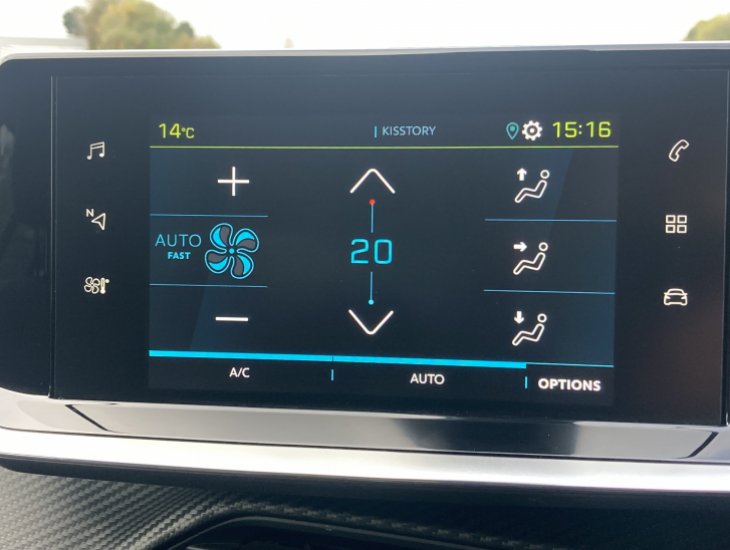 14°C
KISSTORY
15:16
N
AUTO
FAST
20
A/C
AUTO
OPTIONS